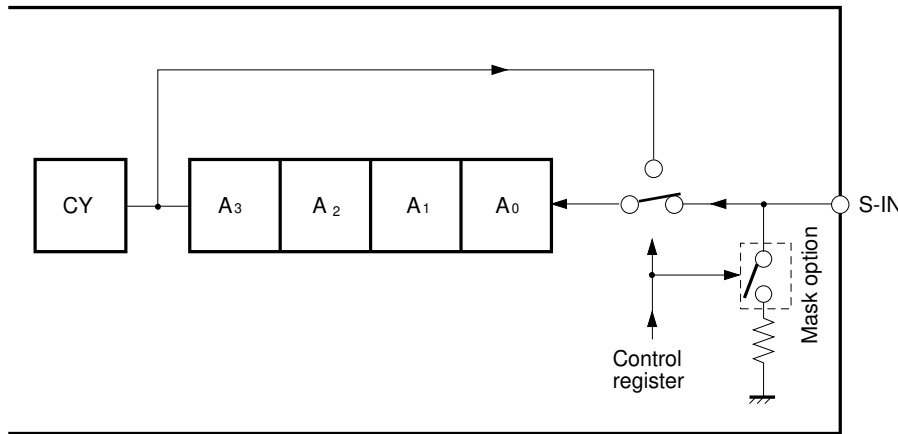 CY
A3
A2
A1
A0
S-IN
Mask option
Control
register